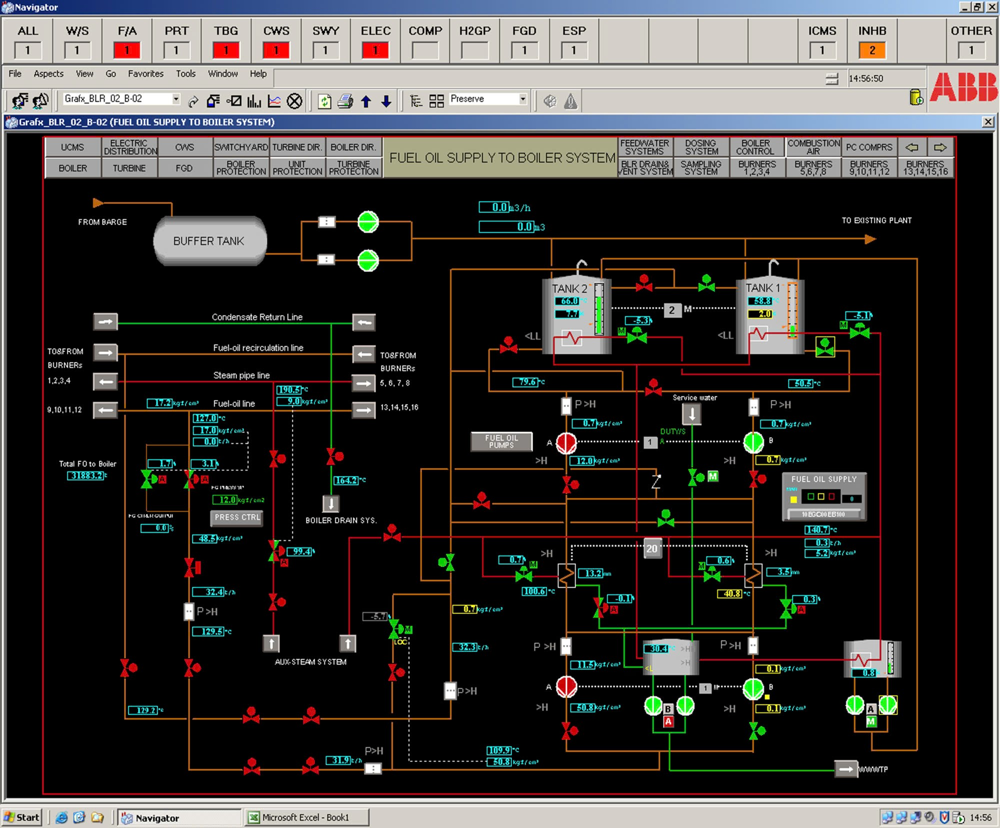 Navigator
ALL W/S F/A PRT TBG CWS SWY ELEC COMP H2GP FGD ESP ICMS INHB OTHER
1 1 1 1 1 1 1 1 1 1 1 2 1
File Aspects View Go Favorites Tools Window Help
14:56:50
ABB
Grafx_BLR_02_B-02
Preserve
Grafx_BLR_02_B-02 (FUEL OIL SUPPLY TO BOILER SYSTEM)
UCMS
ELECTRIC DISTRIBUTION
CWS
SWITCHYARD
TURBINE DIR.
BOILER DIR.
FUEL OIL SUPPLY TO BOILER SYSTEM
FEEDWATER SYSTEMS
DOSING SYSTEM
BOILER CONTROL
COMBUSTION AIR
PC COMPRS
BOILER
TURBINE
FGD
BOILER PROTECTION
UNIT PROTECTION
TURBINE PROTECTION
BLR DRAIN& VENT SYSTEM
SAMPLING SYSTEM
BURNERS 1,2,3,4
BURNERS 5,6,7,8
BURNERS 9,10,11,12
BURNERS 13,14,15,16
FROM BARGE
BUFFER TANK
0.0 m3/h
0.0 m3
TO EXISTING PLANT
TANK 2
66.0 °C
7.7
TANK 1
58.8 °C
2.0
2 M
<LL
-5.3 %
M
<LL
-5.1 %
M
Condensate Return Line
TO&FROM
BURNERs
1,2,3,4
9,10,11,12
Fuel-oil recirculation line
Steam pipe line
Fuel-oil line
TO&FROM
BURNERs
5, 6, 7, 8
13,14,15,16
190.5 °C
9.0 kgf/cm²
17.2 kgf/cm²
127.0 °C
17.0 kgf/cm²
0.0 t/h
79.6 °C
50.5 °C
P >H
Service water
P >H
0.7 kgf/cm²
0.7 kgf/cm²
FUEL OIL PUMPS
A
DUTY/S
1 A
B
>H
12.0 kgf/cm²
>H
0.7 kgf/cm²
Total FO to Boiler
31883.2 t
1.7 %
3.1 %
A
A
12.0 kgf/cm2
PRESS CTRL
0.0 %
48.5 kgf/cm²
164.2 °C
BOILER DRAIN SYS.
M
FUEL OIL SUPPLY
MAN
0
10EGC00EB100
140.7 °C
0.3 t/h
5.2 kgf/cm²
99.4 %
A
20
>H
>H
0.7 %
M
13.2 mm
100.6 °C
0.6 %
M
3.5 mm
40.8 °C
-0.1 %
A
0.3 %
A
32.4 t/h
P >H
129.5 °C
-5.7 %
M
LOC
0.7 kgf/cm²
32.3 t/h
AUX-STEAM SYSTEM
P >H
11.5 kgf/cm²
30.4 °C
>H
>H
<L
P >H
0.1 kgf/cm²
0.8
A
1 M
B
>H
50.8 kgf/cm²
B
A
>H
0.1 kgf/cm²
A
M
P >H
129.2 °C
P>H
31.9 t/h
109.9 °C
50.8 kgf/cm²
WWWTP
Start
Navigator
Microsoft Excel - Book1
14:56